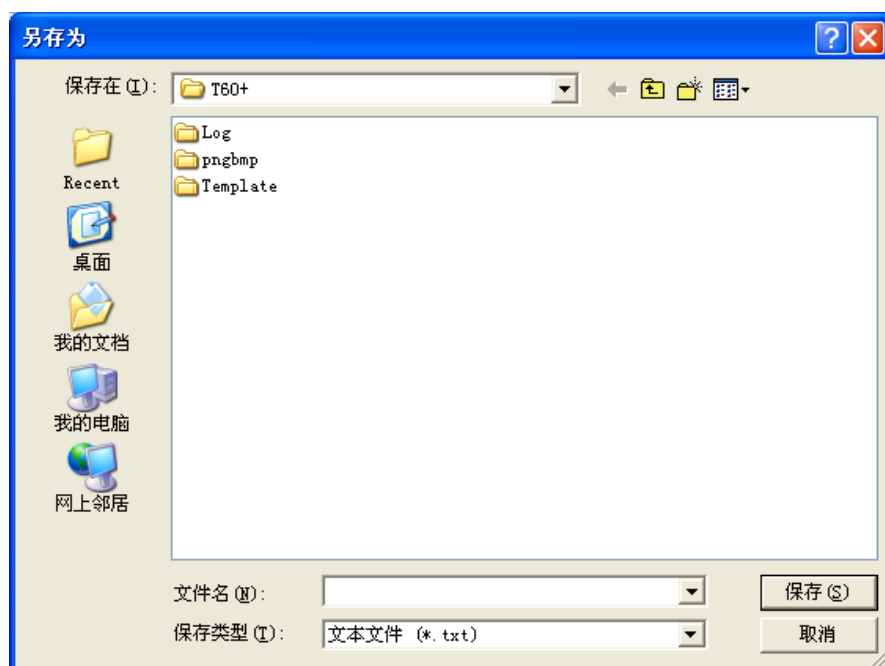 另存为
保存在(I):
T60+
Log
pngbmp
Template
Recent
桌面
我的文档
我的电脑
网上邻居
文件名(N):
保存(S)
保存类型(T):
文本文件 (*.txt)
取消